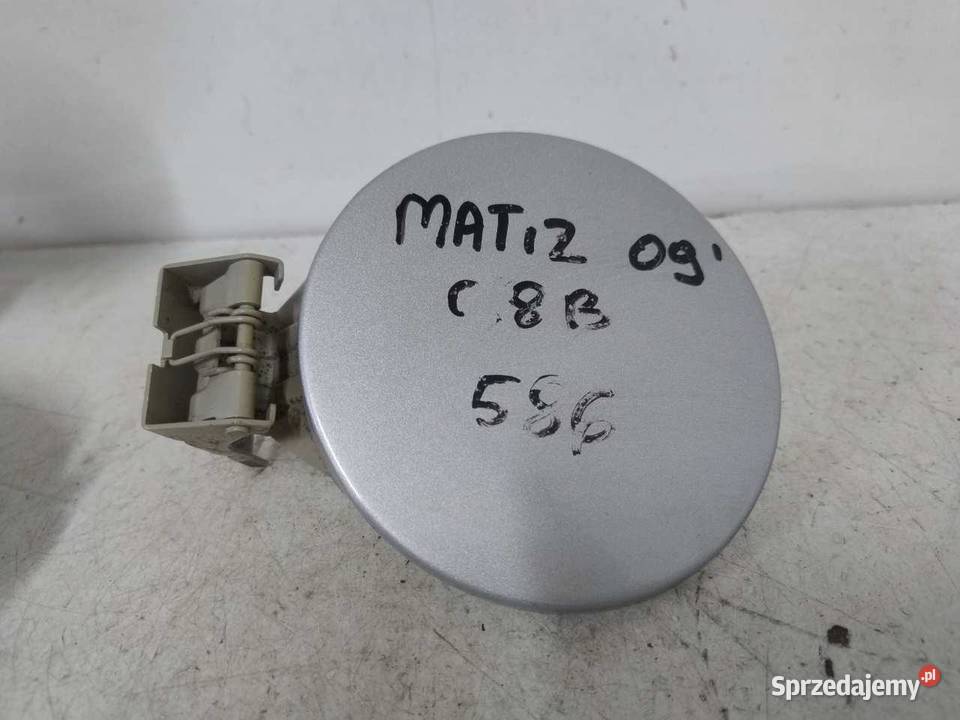 MATIZ 09'
C 8B
586
Sprzedajemy.pl